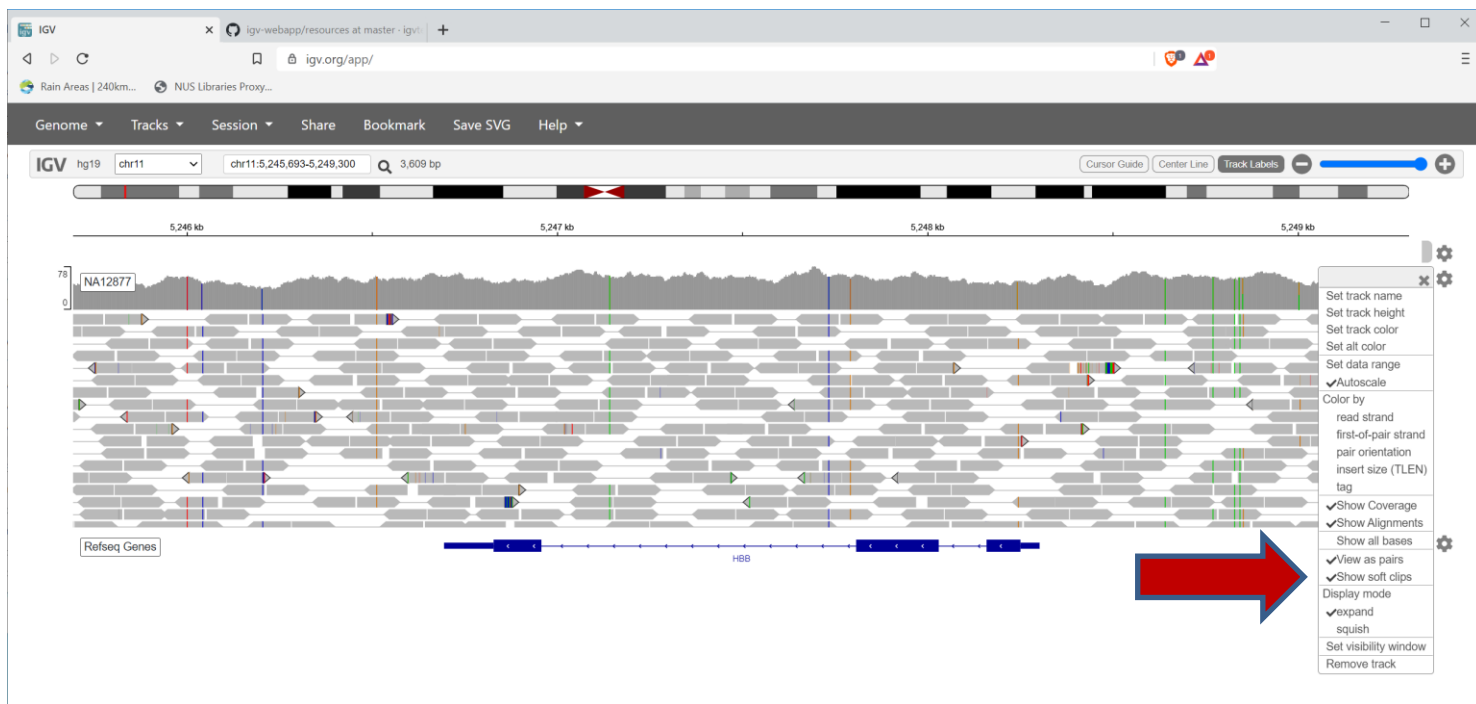 IGV
igv-webapp/resources at master · igvt
igv.org/app/
1
1
Rain Areas | 240km...
NUS Libraries Proxy...
Genome
Tracks
Session
Share
Bookmark
Save SVG
Help
IGV
hg19
chr11
chr11:5,245,693-5,249,300
3,609 bp
Cursor Guide
Center Line
Track Labels
5,246 kb
5,247 kb
5,248 kb
5,249 kb
78
0
NA12877
Set track name
Set track height
Set track color
Set alt color
Set data range
Autoscale
Color by
read strand
first-of-pair strand
pair orientation
insert size (TLEN)
tag
Show Coverage
Show Alignments
Show all bases
View as pairs
Show soft clips
Display mode
expand
squish
Set visibility window
Remove track
Refseq Genes
HBB